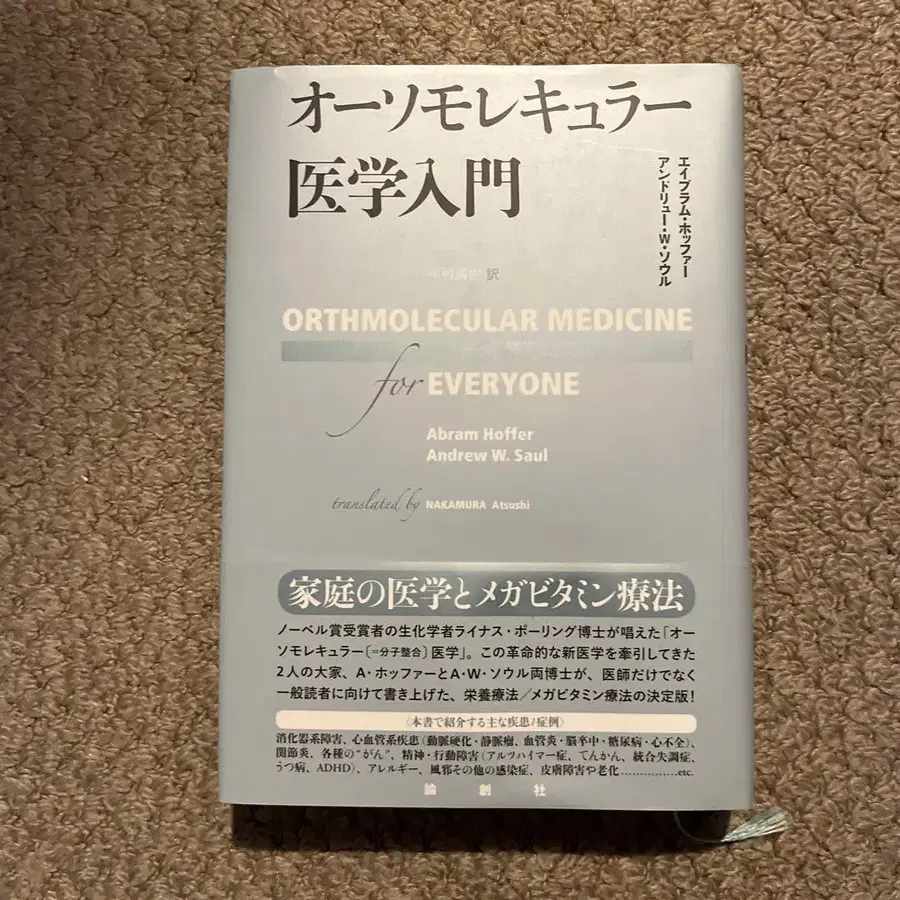 オーソモレキュラー
医学入門
エイブラム・ホッファー
アンドリュー・W・ソウル
中村篤史 訳
ORTHMOLECULAR MEDICINE
for EVERYONE
Abram Hoffer
Andrew W. Saul
translated by NAKAMURA Atsushi
家庭の医学とメガビタミン療法
ノーベル賞受賞者の生化学者ライナス・ポーリング博士が唱えた「オー
ソモレキュラー〔=分子整合〕医学」。この革命的な新医学を牽引してきた
2人の大家、A・ホッファーとA・W・ソウル両博士が、医師だけでなく
一般読者に向けて書き上げた、栄養療法/メガビタミン療法の決定版!
〈本書で紹介する主な疾患/症例〉
消化器系障害、心血管系疾患(動脈硬化・静脈瘤、血管炎・脳卒中・糖尿病・心不全)、
関節炎、各種の"がん"、精神・行動障害(アルツハイマー症、てんかん、統合失調症、
うつ病、ADHD)、アレルギー、風邪その他の感染症、皮膚障害や老化……………etc.
論創社